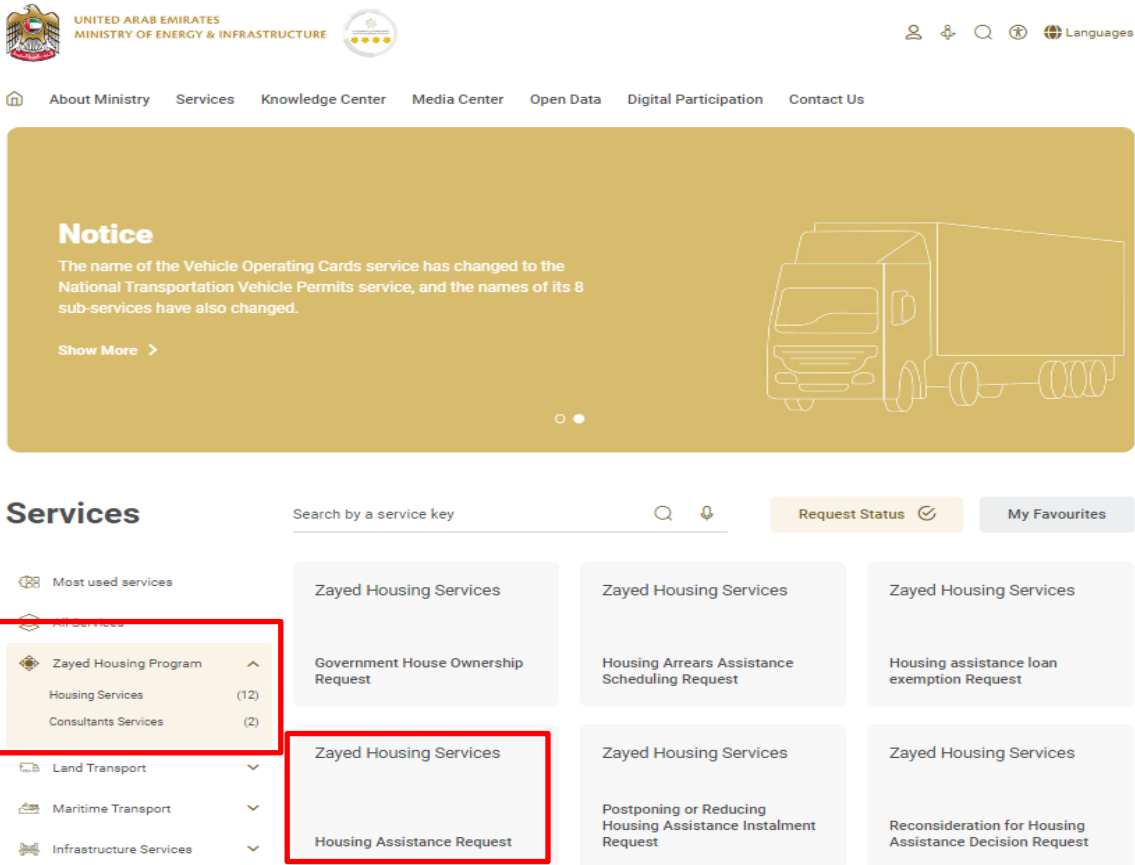 UNITED ARAB EMIRATES
MINISTRY OF ENERGY & INFRASTRUCTURE
Languages
About Ministry Services Knowledge Center Media Center Open Data Digital Participation Contact Us
Notice
The name of the Vehicle Operating Cards service has changed to the
National Transportation Vehicle Permits service, and the names of its 8
sub-services have also changed.
Show More >
Services
Search by a service key
Request Status
My Favourites
Most used services
All Services
Zayed Housing Program
Housing Services (12)
Consultants Services (2)
Land Transport
Maritime Transport
Infrastructure Services
Zayed Housing Services
Government House Ownership
Request
Zayed Housing Services
Housing Arrears Assistance
Scheduling Request
Zayed Housing Services
Housing assistance loan
exemption Request
Zayed Housing Services
Housing Assistance Request
Zayed Housing Services
Postponing or Reducing
Housing Assistance Instalment
Request
Zayed Housing Services
Reconsideration for Housing
Assistance Decision Request